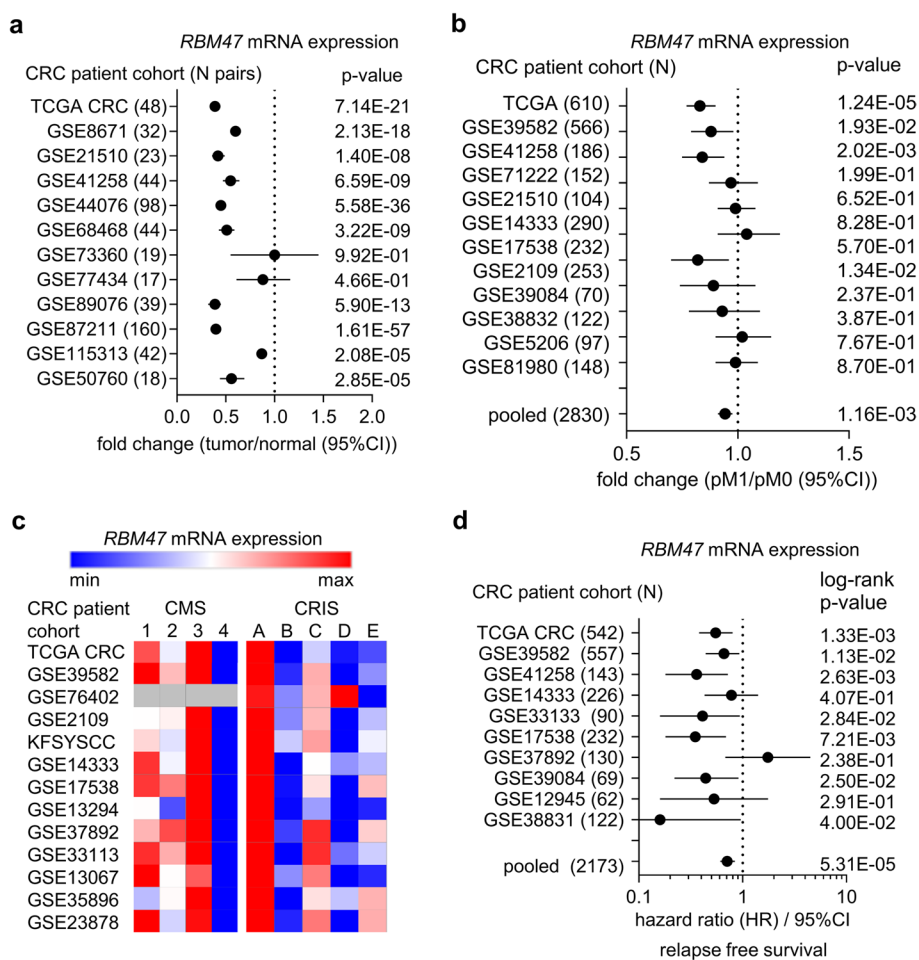 a
RBM47 mRNA expression
CRC patient cohort (N pairs) p-value
TCGA CRC (48) 7.14E-21
GSE8671 (32) 2.13E-18
GSE21510 (23) 1.40E-08
GSE41258 (44) 6.59E-09
GSE44076 (98) 5.58E-36
GSE68468 (44) 3.22E-09
GSE73360 (19) 9.92E-01
GSE77434 (17) 4.66E-01
GSE89076 (39) 5.90E-13
GSE87211 (160) 1.61E-57
GSE115313 (42) 2.08E-05
GSE50760 (18) 2.85E-05
0.0 0.5 1.0 1.5 2.0
fold change (tumor/normal (95%CI))
b
RBM47 mRNA expression
CRC patient cohort (N) p-value
TCGA (610) 1.24E-05
GSE39582 (566) 1.93E-02
GSE41258 (186) 2.02E-03
GSE71222 (152) 1.99E-01
GSE21510 (104) 6.52E-01
GSE14333 (290) 8.28E-01
GSE17538 (232) 5.70E-01
GSE2109 (253) 1.34E-02
GSE39084 (70) 2.37E-01
GSE38832 (122) 3.87E-01
GSE5206 (97) 7.67E-01
GSE81980 (148) 8.70E-01
pooled (2830) 1.16E-03
0.5 1.0 1.5
fold change (pM1/pM0 (95%CI))
c
RBM47 mRNA expression
min max
CRC patient cohort CMS CRIS
1 2 3 4 A B C D E
TCGA CRC
GSE39582
GSE76402
GSE2109
KFSYSCC
GSE14333
GSE17538
GSE13294
GSE37892
GSE33113
GSE13067
GSE35896
GSE23878
d
RBM47 mRNA expression
CRC patient cohort (N) log-rank p-value
TCGA CRC (542) 1.33E-03
GSE39582 (557) 1.13E-02
GSE41258 (143) 2.63E-03
GSE14333 (226) 4.07E-01
GSE33133 (90) 2.84E-02
GSE17538 (232) 7.21E-03
GSE37892 (130) 2.38E-01
GSE39084 (69) 2.50E-02
GSE12945 (62) 2.91E-01
GSE38831 (122) 4.00E-02
pooled (2173) 5.31E-05
0.1 1 10
hazard ratio (HR) / 95%CI
relapse free survival